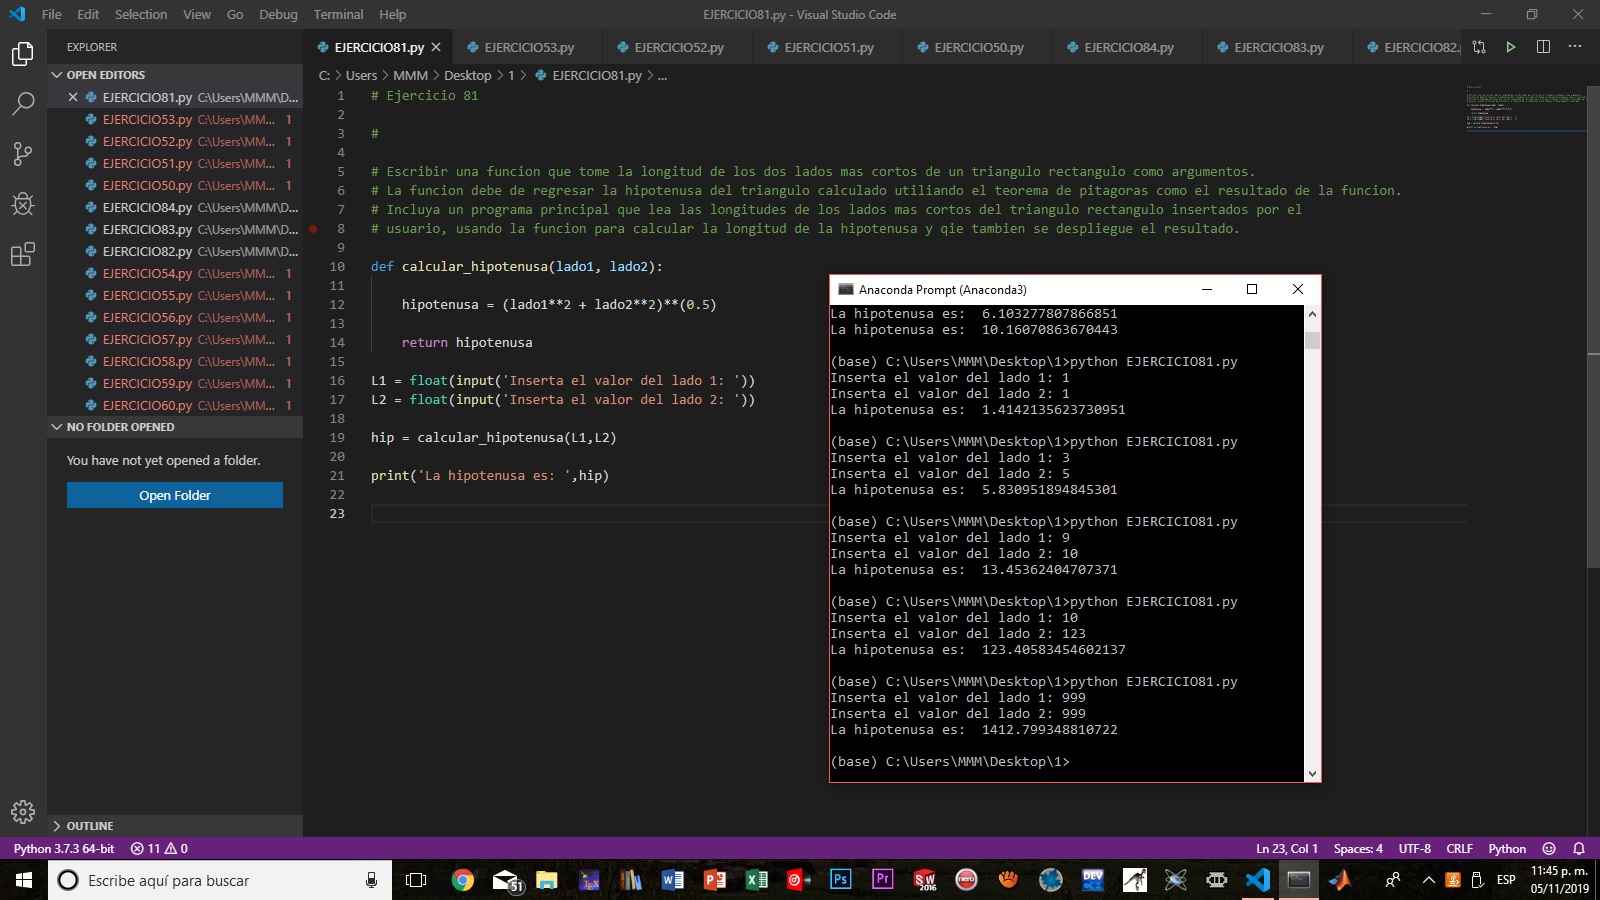 File Edit Selection View Go Debug Terminal Help
EJERCICIO81.py - Visual Studio Code
EXPLORER
OPEN EDITORS
EJERCICIO81.py C:\Users\MMM\D...
EJERCICIO53.py C:\Users\MM... 1
EJERCICIO52.py C:\Users\MM... 1
EJERCICIO51.py C:\Users\MM... 1
EJERCICIO50.py C:\Users\MM... 1
EJERCICIO84.py C:\Users\MMM\D...
EJERCICIO83.py C:\Users\MMM\D...
EJERCICIO82.py C:\Users\MMM\D...
EJERCICIO54.py C:\Users\MM... 1
EJERCICIO55.py C:\Users\MM... 1
EJERCICIO56.py C:\Users\MM... 1
EJERCICIO57.py C:\Users\MM... 1
EJERCICIO58.py C:\Users\MM... 1
EJERCICIO59.py C:\Users\MM... 1
EJERCICIO60.py C:\Users\MM... 1
NO FOLDER OPENED
You have not yet opened a folder.
Open Folder
OUTLINE
EJERCICIO81.py EJERCICIO53.py EJERCICIO52.py EJERCICIO51.py EJERCICIO50.py EJERCICIO84.py EJERCICIO83.py EJERCICIO82.
C: > Users > MMM > Desktop > 1 > EJERCICIO81.py > ...
1 # Ejercicio 81
2
3 #
4
5 # Escribir una funcion que tome la longitud de los dos lados mas cortos de un triangulo rectangulo como argumentos.
6 # La funcion debe de regresar la hipotenusa del triangulo calculado utiliando el teorema de pitagoras como el resultado de la funcion.
7 # Incluya un programa principal que lea las longitudes de los lados mas cortos del triangulo rectangulo insertados por el
8 # usuario, usando la funcion para calcular la longitud de la hipotenusa y qie tambien se despliegue el resultado.
9
10 def calcular_hipotenusa(lado1, lado2):
11
12 hipotenusa = (lado1**2 + lado2**2)**(0.5)
13
14 return hipotenusa
15
16 L1 = float(input('Inserta el valor del lado 1: '))
17 L2 = float(input('Inserta el valor del lado 2: '))
18
19 hip = calcular_hipotenusa(L1,L2)
20
21 print('La hipotenusa es: ',hip)
22
23
Anaconda Prompt (Anaconda3)
La hipotenusa es:  6.103277807866851
La hipotenusa es:  10.16070863670443
(base) C:\Users\MMM\Desktop\1>python EJERCICIO81.py
Inserta el valor del lado 1: 1
Inserta el valor del lado 2: 1
La hipotenusa es:  1.4142135623730951
(base) C:\Users\MMM\Desktop\1>python EJERCICIO81.py
Inserta el valor del lado 1: 3
Inserta el valor del lado 2: 5
La hipotenusa es:  5.830951894845301
(base) C:\Users\MMM\Desktop\1>python EJERCICIO81.py
Inserta el valor del lado 1: 9
Inserta el valor del lado 2: 10
La hipotenusa es:  13.45362404707371
(base) C:\Users\MMM\Desktop\1>python EJERCICIO81.py
Inserta el valor del lado 1: 10
Inserta el valor del lado 2: 123
La hipotenusa es:  123.40583454602137
(base) C:\Users\MMM\Desktop\1>python EJERCICIO81.py
Inserta el valor del lado 1: 999
Inserta el valor del lado 2: 999
La hipotenusa es:  1412.799348810722
(base) C:\Users\MMM\Desktop\1>
Python 3.7.3 64-bit 11 0
Ln 23, Col 1 Spaces: 4 UTF-8 CRLF Python
Escribe aquí para buscar
51
Ps
Pr
SW 2016
nero
DEV
ESP
11:45 p. m.
05/11/2019